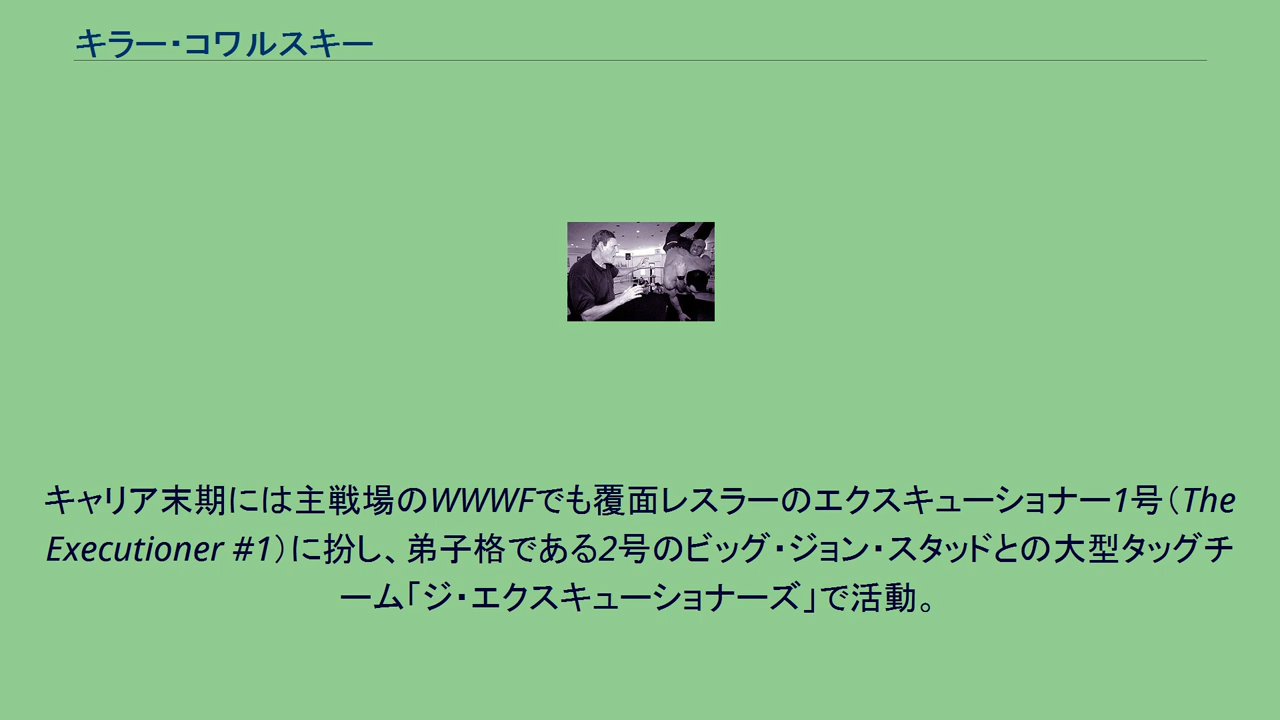 キラー・コワルスキー
キャリア末期には主戦場のWWWFでも覆面レスラーのエクスキューショナー1号（The
Executioner #1）に扮し、弟子格である2号のビッグ・ジョン・スタッドとの大型タッグチ
ーム「ジ・エクスキューショナーズ」で活動。